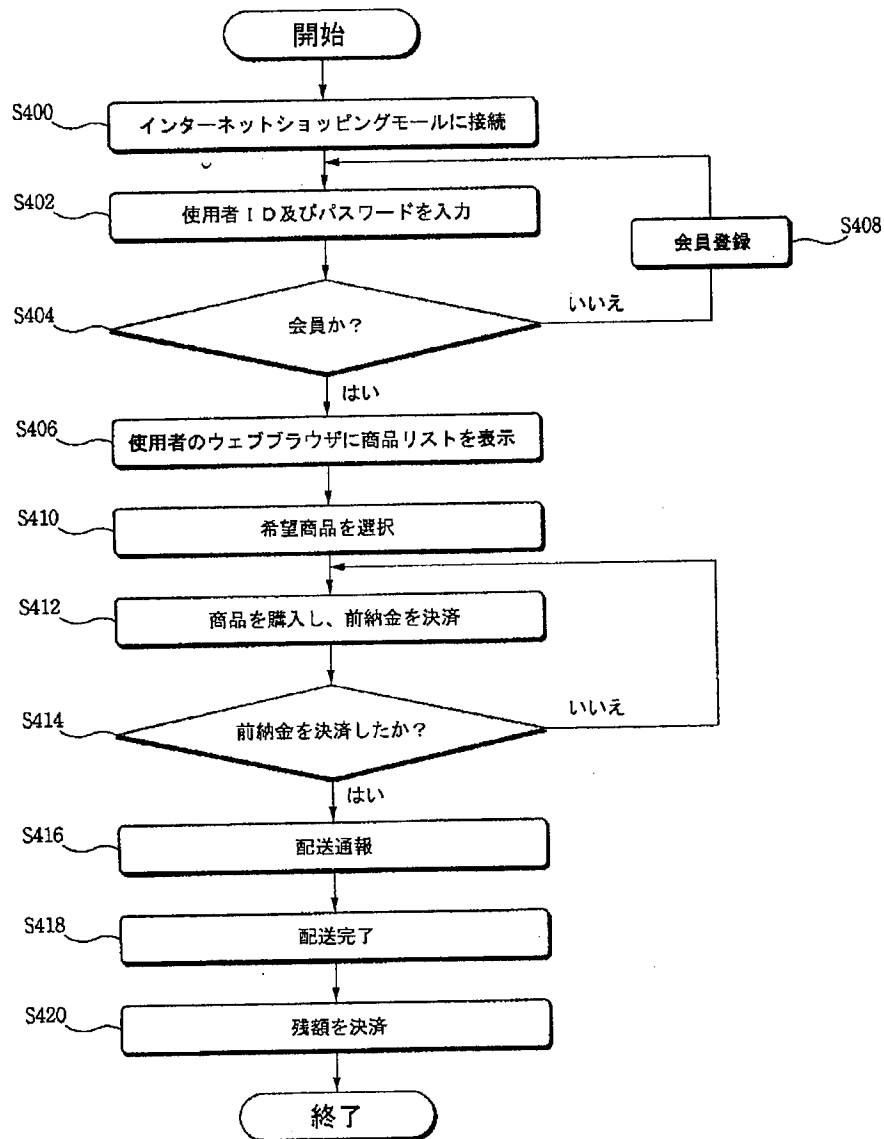 開始
S400
インターネットショッピングモールに接続
S402
使用者ID及びパスワードを入力
会員登録
S408
S404
会員か?
いいえ
はい
S406
使用者のウェブブラウザに商品リストを表示
S410
希望商品を選択
S412
商品を購入し、前納金を決済
S414
前納金を決済したか?
いいえ
はい
S416
配送通報
S418
配送完了
S420
残額を決済
終了